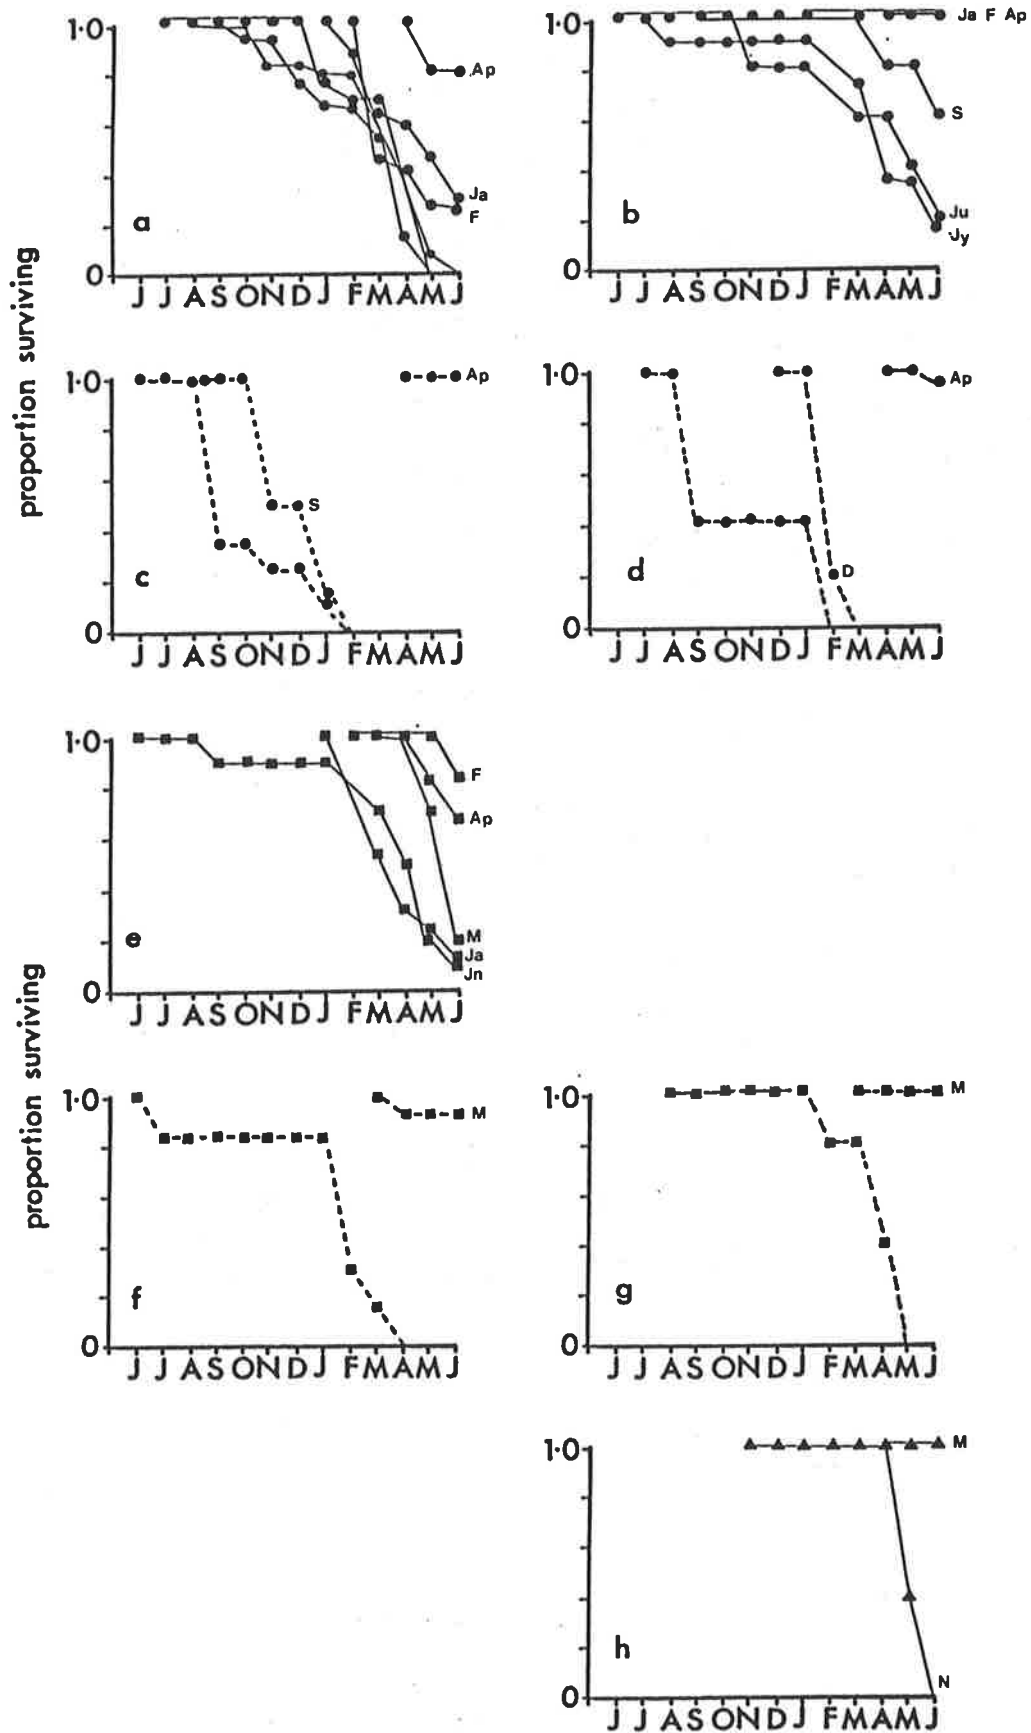 proportion surviving
1·0
0
a
Ap
Ja
F
J J A S O N D J F M A M J
1·0
0
b
Ja F Ap
S
Ju
Jy
J J A S O N D J F M A M J
1·0
0
c
Ap
S
J J A S O N D J F M A M J
1·0
0
d
Ap
D
J J A S O N D J F M A M J
proportion surviving
1·0
0
e
F
Ap
M
Ja
Jn
J J A S O N D J F M A M J
1·0
0
f
M
J J A S O N D J F M A M J
1·0
0
g
M
J J A S O N D J F M A M J
1·0
0
h
M
N
J J A S O N D J F M A M J